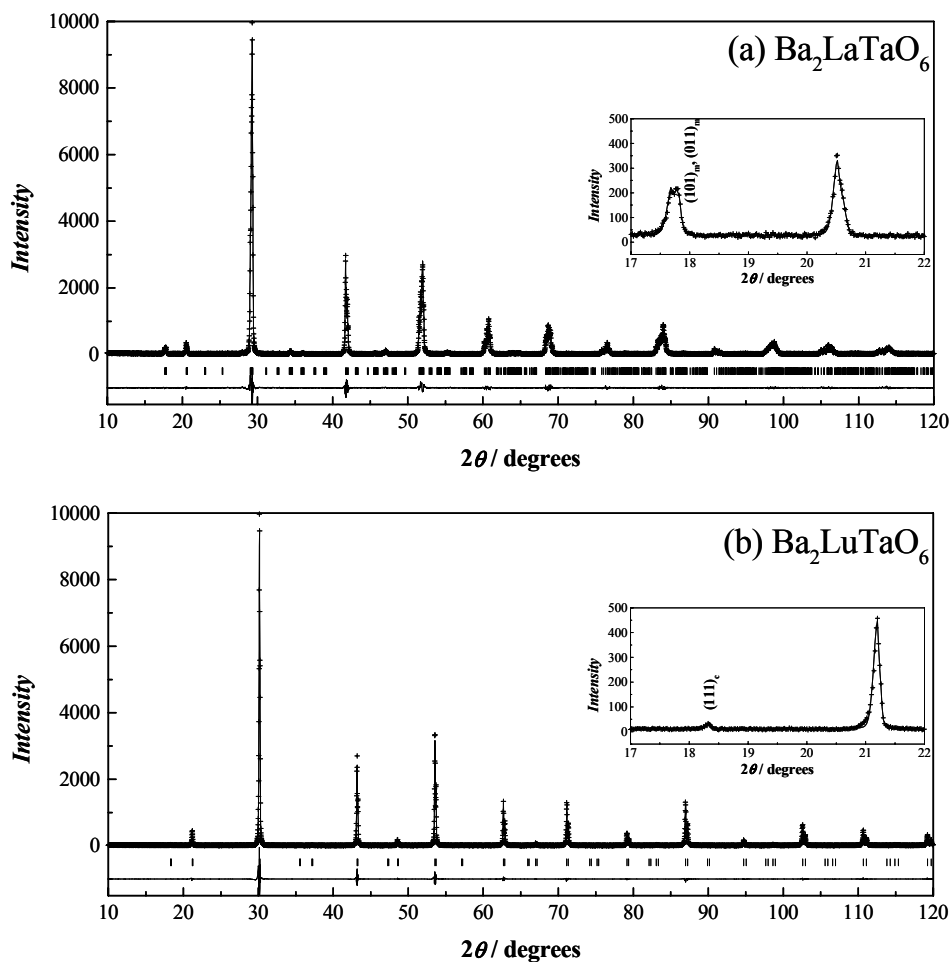 (a) Ba₂LaTaO₆
10000
8000
6000
4000
2000
0
Intensity
10 20 30 40 50 60 70 80 90 100 110 120
2θ / degrees
500
400
300
200
100
0
Intensity
(101)ₘ, (011)ₘ
17 18 19 20 21 22
2θ / degrees
(b) Ba₂LuTaO₆
10000
8000
6000
4000
2000
0
Intensity
10 20 30 40 50 60 70 80 90 100 110 120
2θ / degrees
500
400
300
200
100
0
Intensity
(111)c
17 18 19 20 21 22
2θ / degrees